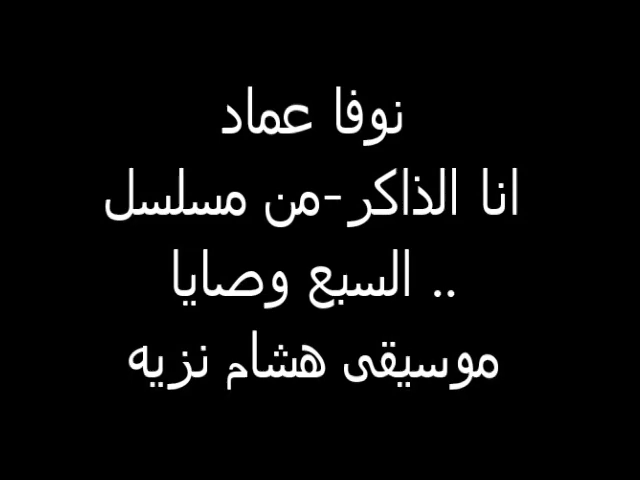 نوفا عماد
انا الذاكر-من مسلسل
السبع وصايا ..
موسيقى هشام نزيه